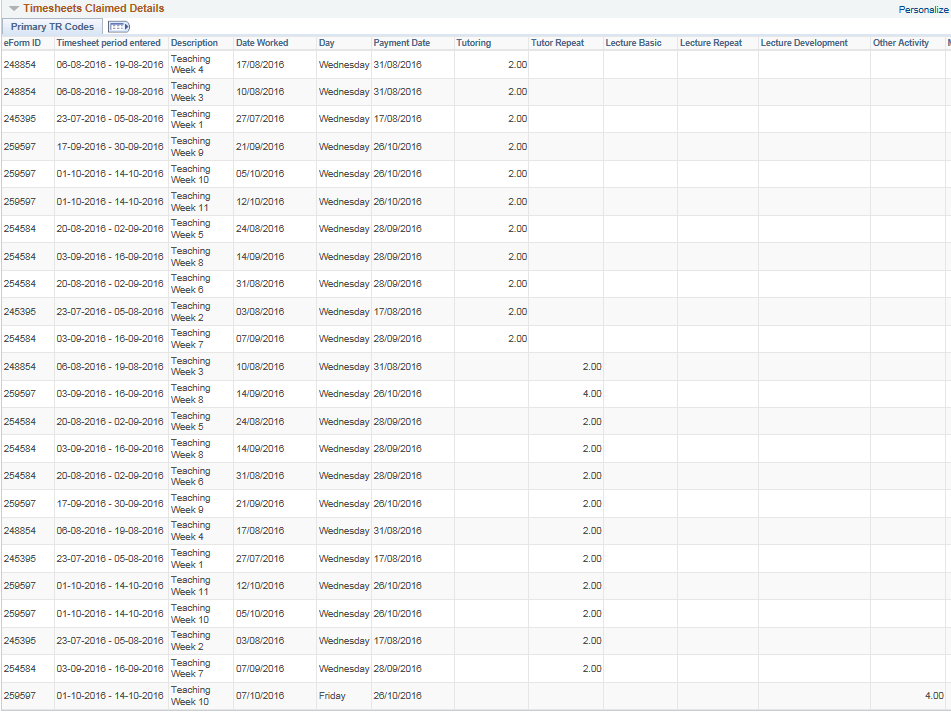 Timesheets Claimed Details
Personalize
Primary TR Codes
eForm ID Timesheet period entered Description Date Worked Day Payment Date Tutoring Tutor Repeat Lecture Basic Lecture Repeat Lecture Development Other Activity
248854 06-08-2016 - 19-08-2016 Teaching Week 4 17/08/2016 Wednesday 31/08/2016 2.00
248854 06-08-2016 - 19-08-2016 Teaching Week 3 10/08/2016 Wednesday 31/08/2016 2.00
245395 23-07-2016 - 05-08-2016 Teaching Week 1 27/07/2016 Wednesday 17/08/2016 2.00
259597 17-09-2016 - 30-09-2016 Teaching Week 9 21/09/2016 Wednesday 26/10/2016 2.00
259597 01-10-2016 - 14-10-2016 Teaching Week 10 05/10/2016 Wednesday 26/10/2016 2.00
259597 01-10-2016 - 14-10-2016 Teaching Week 11 12/10/2016 Wednesday 26/10/2016 2.00
254584 20-08-2016 - 02-09-2016 Teaching Week 5 24/08/2016 Wednesday 28/09/2016 2.00
254584 03-09-2016 - 16-09-2016 Teaching Week 8 14/09/2016 Wednesday 28/09/2016 2.00
254584 20-08-2016 - 02-09-2016 Teaching Week 6 31/08/2016 Wednesday 28/09/2016 2.00
245395 23-07-2016 - 05-08-2016 Teaching Week 2 03/08/2016 Wednesday 17/08/2016 2.00
254584 03-09-2016 - 16-09-2016 Teaching Week 7 07/09/2016 Wednesday 28/09/2016 2.00
248854 06-08-2016 - 19-08-2016 Teaching Week 3 10/08/2016 Wednesday 31/08/2016 2.00
259597 03-09-2016 - 16-09-2016 Teaching Week 8 14/09/2016 Wednesday 26/10/2016 4.00
254584 20-08-2016 - 02-09-2016 Teaching Week 5 24/08/2016 Wednesday 28/09/2016 2.00
254584 03-09-2016 - 16-09-2016 Teaching Week 8 14/09/2016 Wednesday 28/09/2016 2.00
254584 20-08-2016 - 02-09-2016 Teaching Week 6 31/08/2016 Wednesday 28/09/2016 2.00
259597 17-09-2016 - 30-09-2016 Teaching Week 9 21/09/2016 Wednesday 26/10/2016 2.00
248854 06-08-2016 - 19-08-2016 Teaching Week 4 17/08/2016 Wednesday 31/08/2016 2.00
245395 23-07-2016 - 05-08-2016 Teaching Week 1 27/07/2016 Wednesday 17/08/2016 2.00
259597 01-10-2016 - 14-10-2016 Teaching Week 11 12/10/2016 Wednesday 26/10/2016 2.00
259597 01-10-2016 - 14-10-2016 Teaching Week 10 05/10/2016 Wednesday 26/10/2016 2.00
245395 23-07-2016 - 05-08-2016 Teaching Week 2 03/08/2016 Wednesday 17/08/2016 2.00
254584 03-09-2016 - 16-09-2016 Teaching Week 7 07/09/2016 Wednesday 28/09/2016 2.00
259597 01-10-2016 - 14-10-2016 Teaching Week 10 07/10/2016 Friday 26/10/2016 4.00